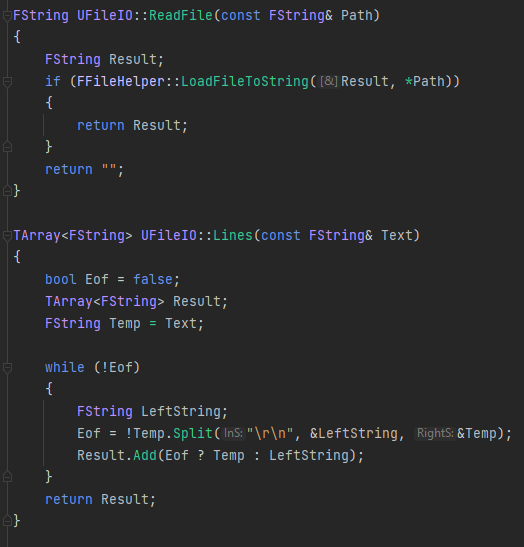 FString UFileIO::ReadFile(const FString& Path)
{
    FString Result;
    if (FFileHelper::LoadFileToString([&]Result, *Path))
    {
        return Result;
    }
    return "";
}

TArray<FString> UFileIO::Lines(const FString& Text)
{
    bool Eof = false;
    TArray<FString> Result;
    FString Temp = Text;

    while (!Eof)
    {
        FString LeftString;
        Eof = !Temp.Split(InS:"\r\n", &LeftString, RightS:&Temp);
        Result.Add(Eof ? Temp : LeftString);
    }
    return Result;
}